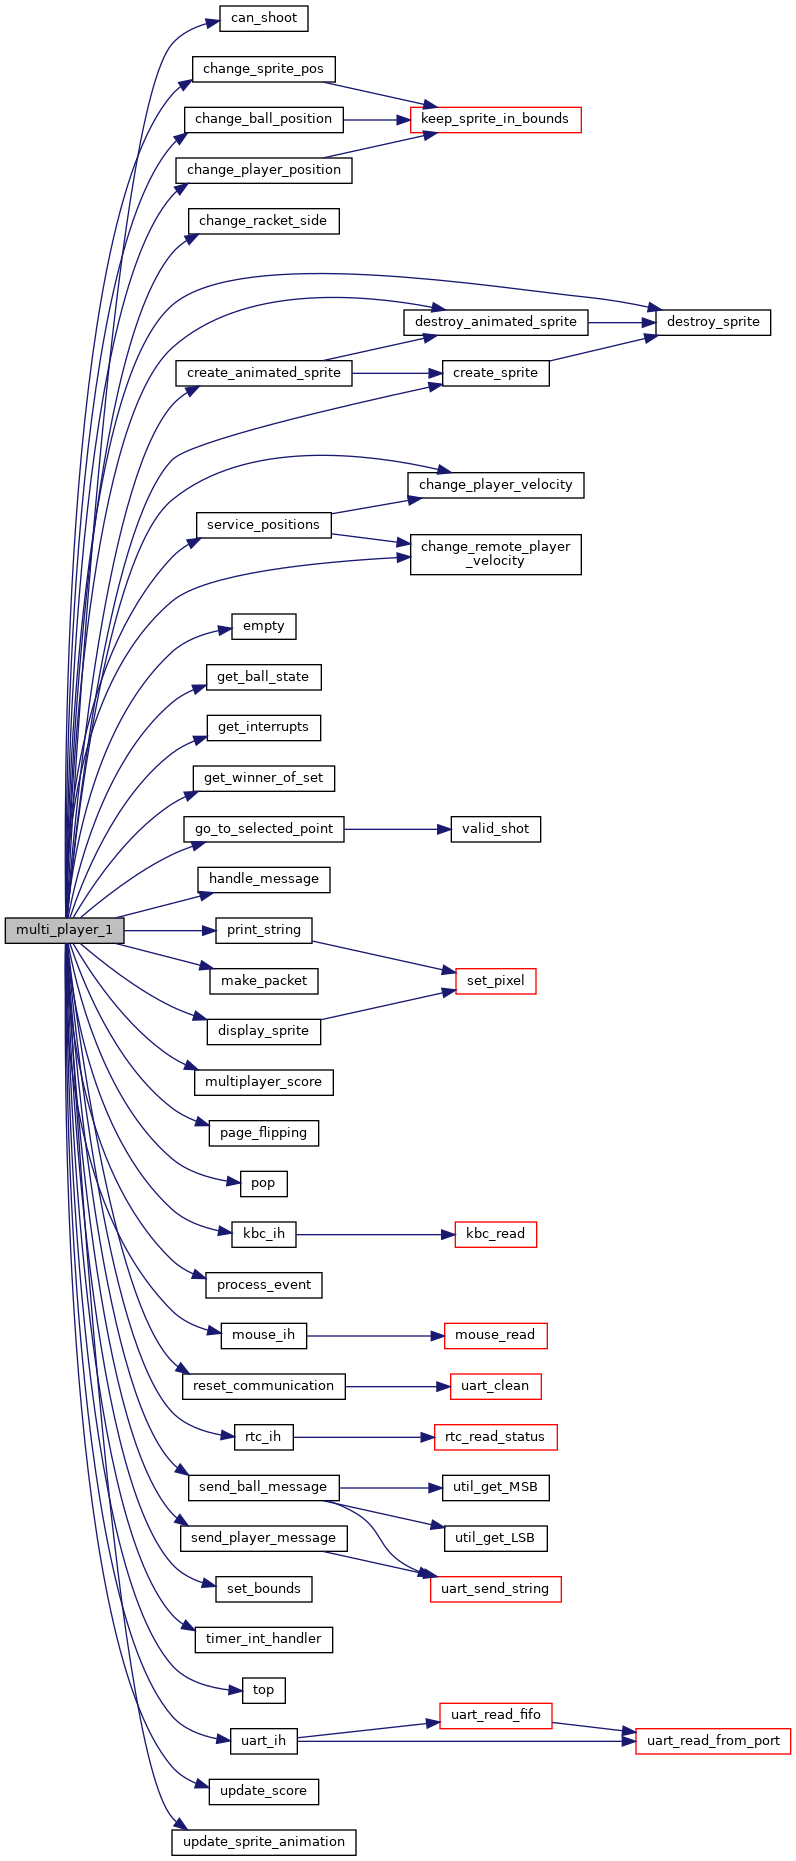 can_shoot
change_sprite_pos
change_ball_position
keep_sprite_in_bounds
change_player_position
change_racket_side
destroy_animated_sprite
destroy_sprite
create_animated_sprite
create_sprite
change_player_velocity
service_positions
change_remote_player
_velocity
empty
get_ball_state
get_interrupts
get_winner_of_set
go_to_selected_point
valid_shot
handle_message
multi_player_1
print_string
make_packet
set_pixel
display_sprite
multiplayer_score
page_flipping
pop
kbc_ih
kbc_read
process_event
mouse_ih
mouse_read
reset_communication
uart_clean
rtc_ih
rtc_read_status
send_ball_message
util_get_MSB
send_player_message
util_get_LSB
set_bounds
uart_send_string
timer_int_handler
top
uart_read_fifo
uart_ih
uart_read_from_port
update_score
update_sprite_animation